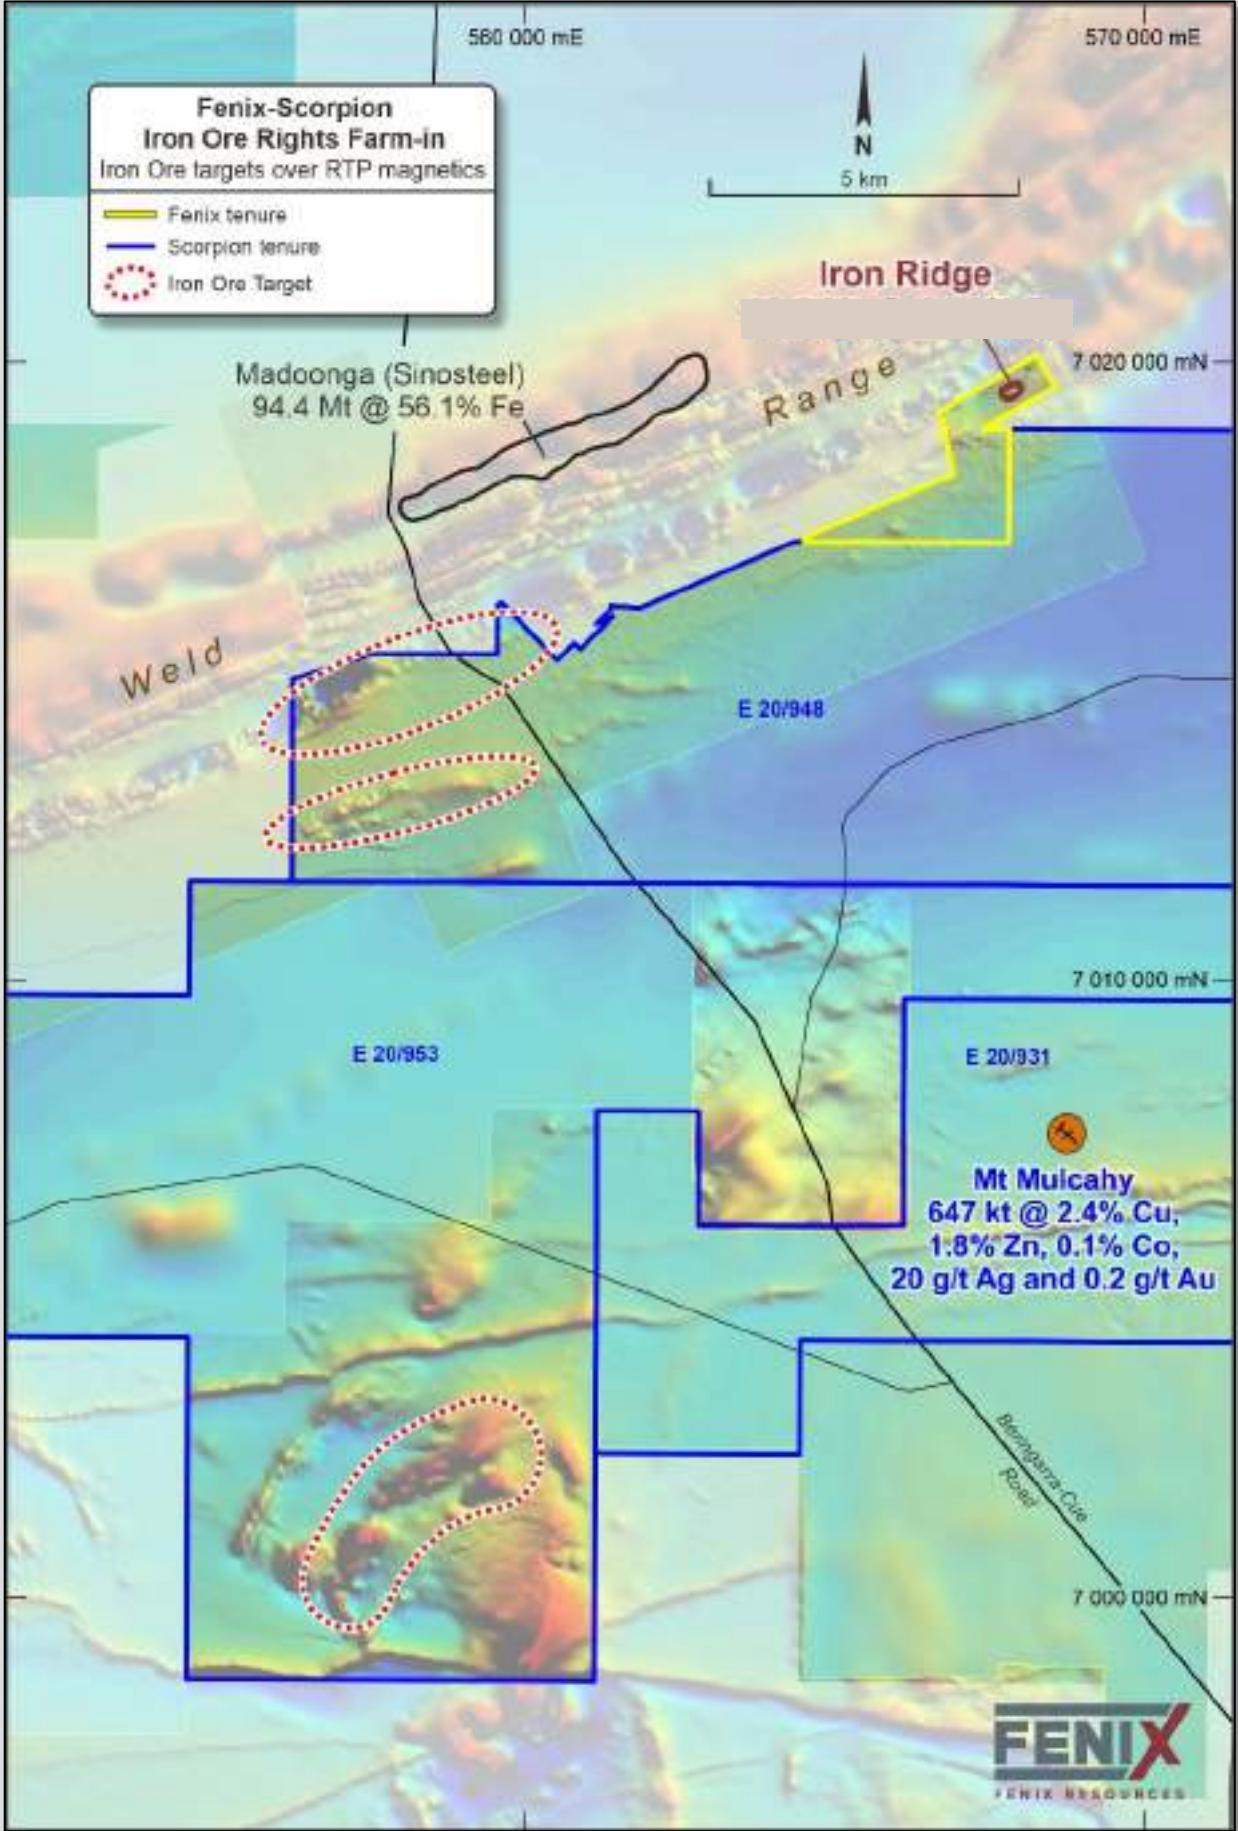 560 000 mE
570 000 mE
Fenix-Scorpion
Iron Ore Rights Farm-in
Iron Ore targets over RTP magnetics
Fenix tenure
Scorpion tenure
Iron Ore Target
N
5 km
Iron Ridge
7 020 000 mN
Madoonga (Sinosteel)
94.4 Mt @ 56.1% Fe
Range
Weld
E 20/948
7 010 000 mN
E 20/953
E 20/931
Mt Mulcahy
647 kt @ 2.4% Cu,
1.8% Zn, 0.1% Co,
20 g/t Ag and 0.2 g/t Au
Beringarra-Cue
Road
7 000 000 mN
FENIX
FENIX RESOURCES